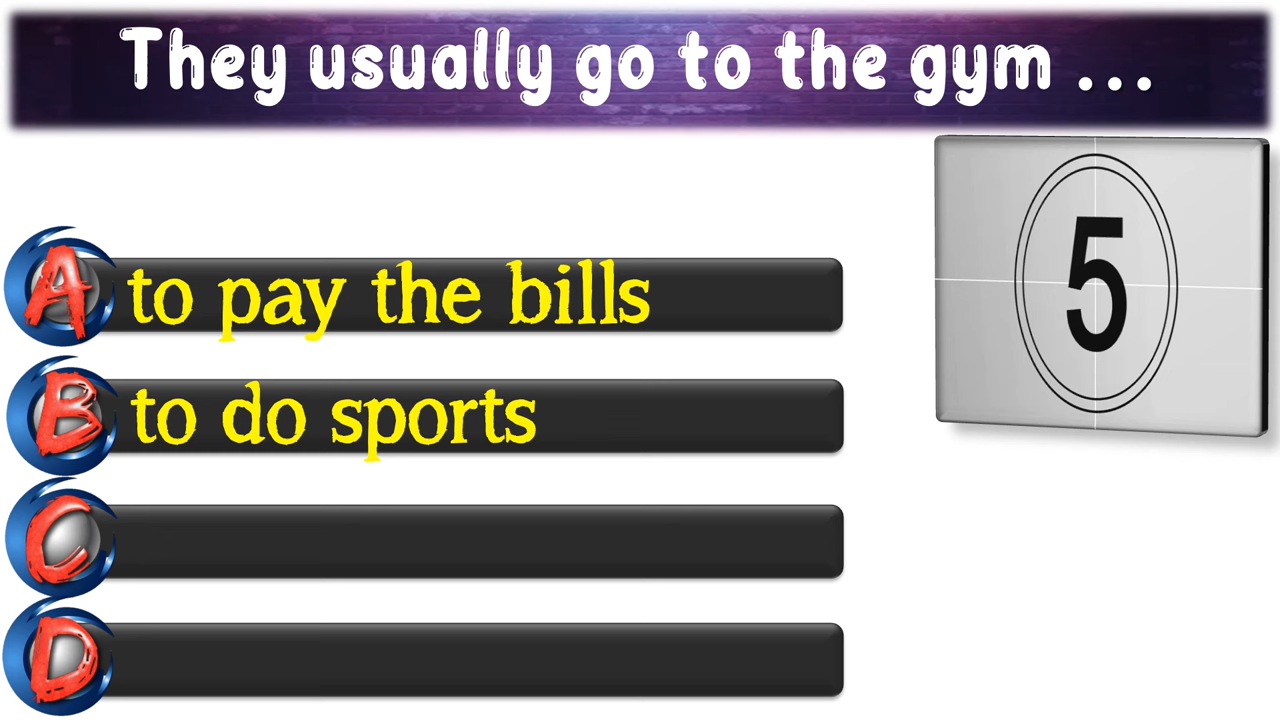 They usually go to the gym ...
5
A to pay the bills
B to do sports
C
D